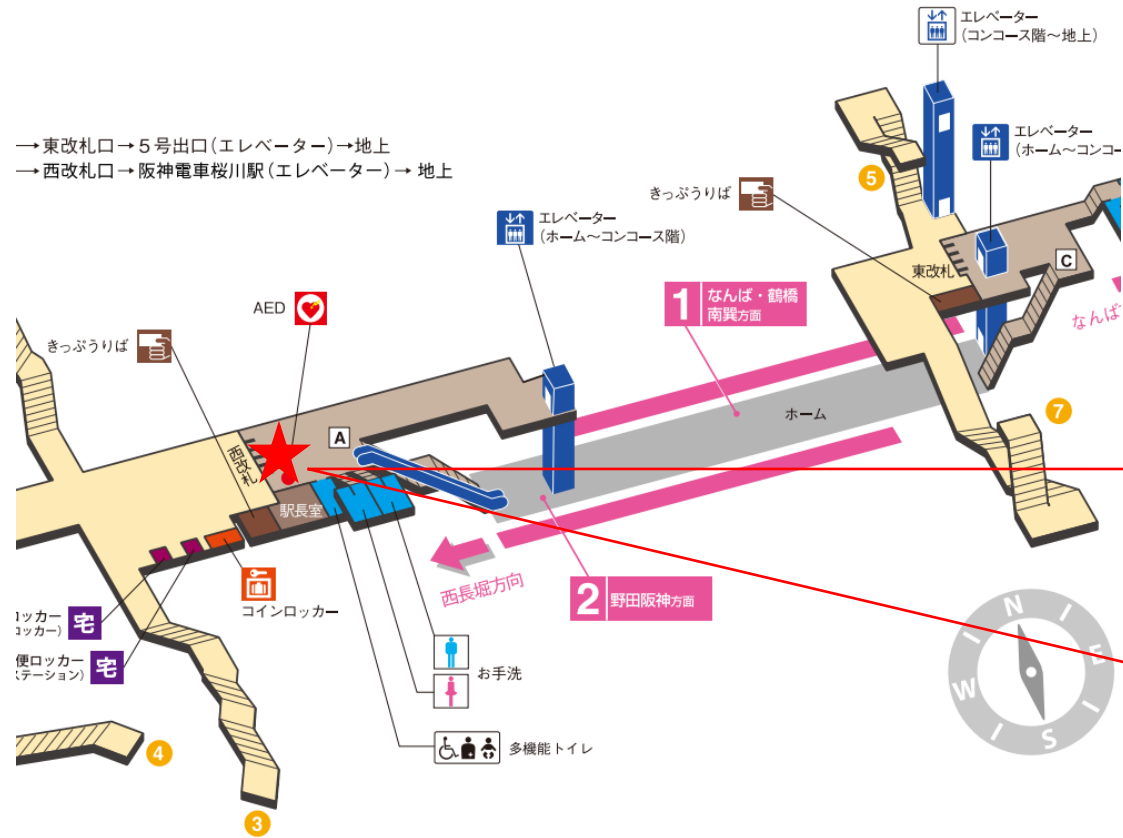 エレベーター
(コンコース階〜地上)
→東改札口→5号出口(エレベーター)→地上
→西改札口→阪神電車桜川駅(エレベーター)→ 地上
エレベーター
(ホーム〜コンコー
5
きっぷうりば
エレベーター
(ホーム〜コンコース階)
東改札
C
AED
1 なんば・鶴橋
南巽方面
なんば
きっぷうりば
A
ホーム
7
西改札
駅長室
西長堀方向
2 野田阪神方面
コインロッカー
N
E
S
W
I
I
I
I
ロッカー
ロッカー)
宅
便ロッカー
ステーション)
宅
お手洗
多機能トイレ
4
3